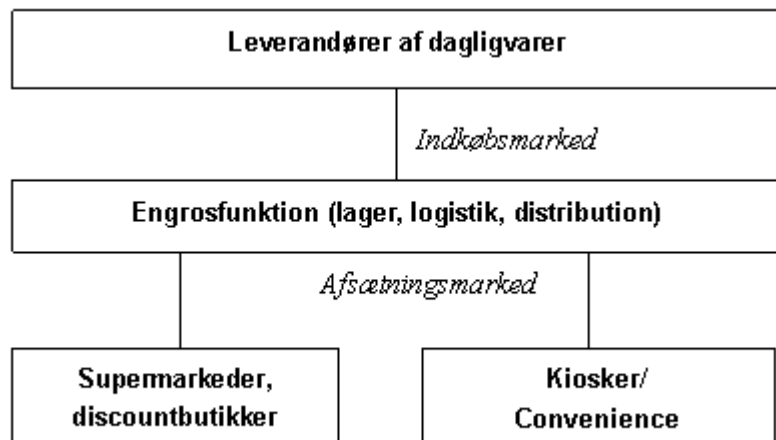 Leverandører af dagligvarer
Indkøbsmarked
Engrosfunktion (lager, logistik, distribution)
Afsætningsmarked
Supermarkeder,
discountbutikker
Kiosker/
Convenience